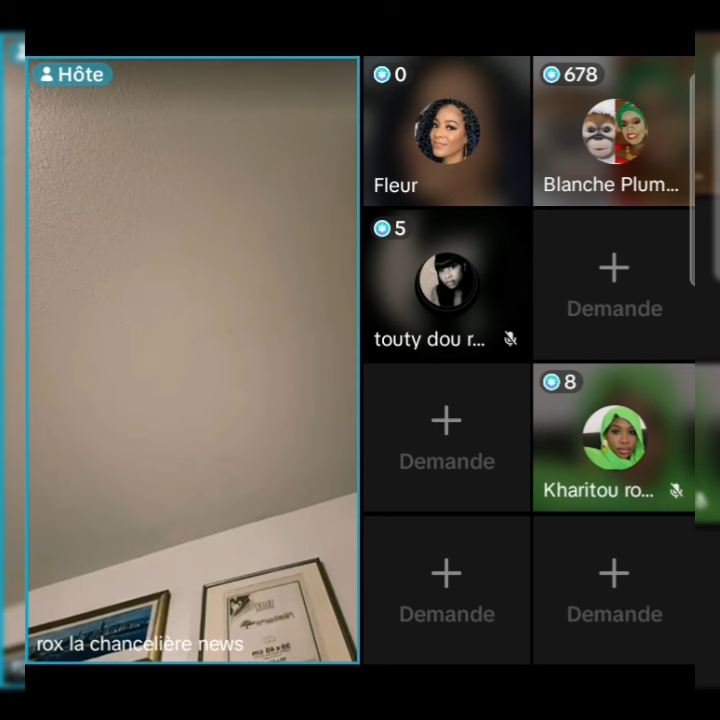 Hôte
0
678
Fleur
Blanche Plum...
5
touty dou r...
Demande
8
Demande
Kharitou ro...
Demande
Demande
rox la chancelière news